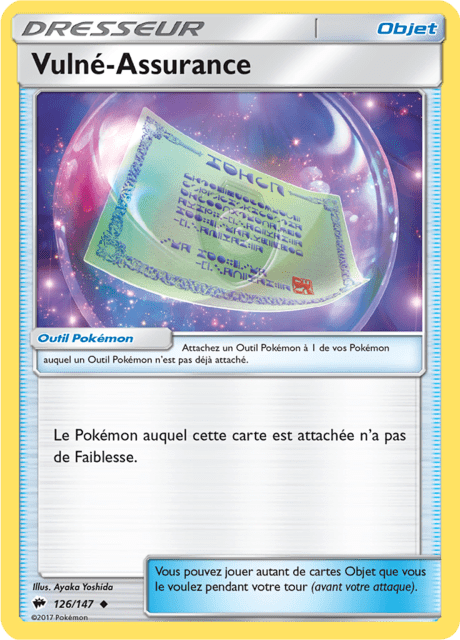 DRESSEUR
Objet
Vulné-Assurance
Outil Pokémon
Attachez un Outil Pokémon à 1 de vos Pokémon
auquel un Outil Pokémon n'est pas déjà attaché.
Le Pokémon auquel cette carte est attachée n'a pas
de Faiblesse.
Vous pouvez jouer autant de cartes Objet que vous
le voulez pendant votre tour (avant votre attaque).
Illus. Ayaka Yoshida
126/147
©2017 Pokémon